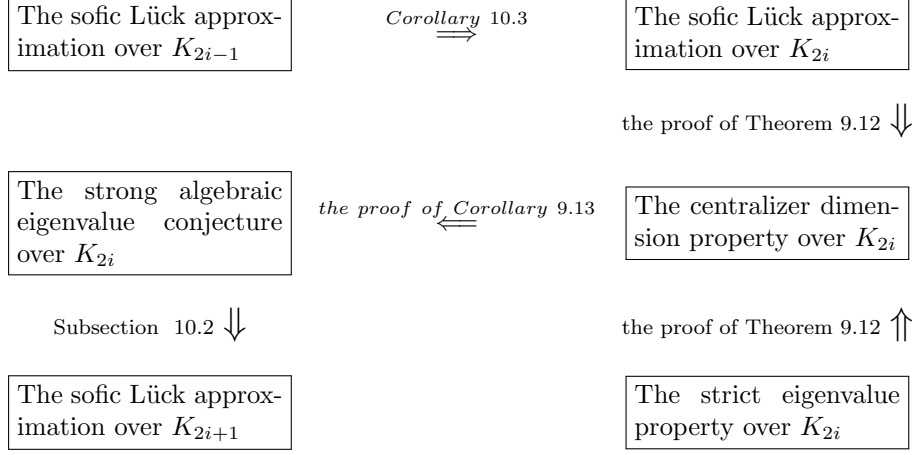 The sofic Lück approx-
imation over K_{2i−1}
Corollary 10.3
⟹
The sofic Lück approx-
imation over K_{2i}
the proof of Theorem 9.12 ⇓
The strong algebraic
eigenvalue conjecture
over K_{2i}
the proof of Corollary 9.13
⟸
The centralizer dimen-
sion property over K_{2i}
Subsection 10.2 ⇓
the proof of Theorem 9.12 ⇑
The sofic Lück approx-
imation over K_{2i+1}
The strict eigenvalue
property over K_{2i}